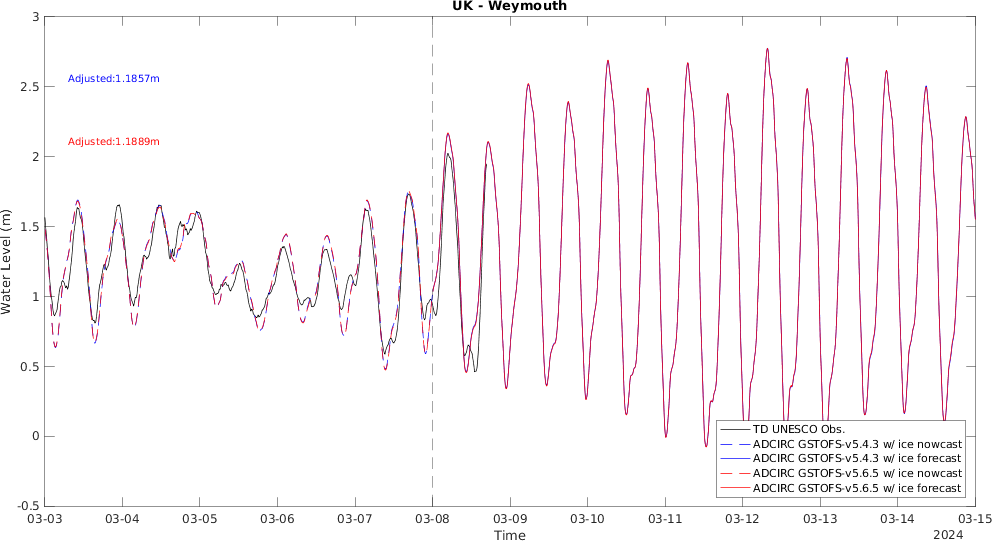 UK - Weymouth
3
2.5
2
1.5
1
0.5
0
-0.5
Water Level (m)
Adjusted:1.1857m
Adjusted:1.1889m
TD UNESCO Obs.
ADCIRC GSTOFS-v5.4.3 w/ ice nowcast
ADCIRC GSTOFS-v5.4.3 w/ ice forecast
ADCIRC GSTOFS-v5.6.5 w/ ice nowcast
ADCIRC GSTOFS-v5.6.5 w/ ice forecast
03-03 03-04 03-05 03-06 03-07 03-08 03-09 03-10 03-11 03-12 03-13 03-14 03-15
Time
2024